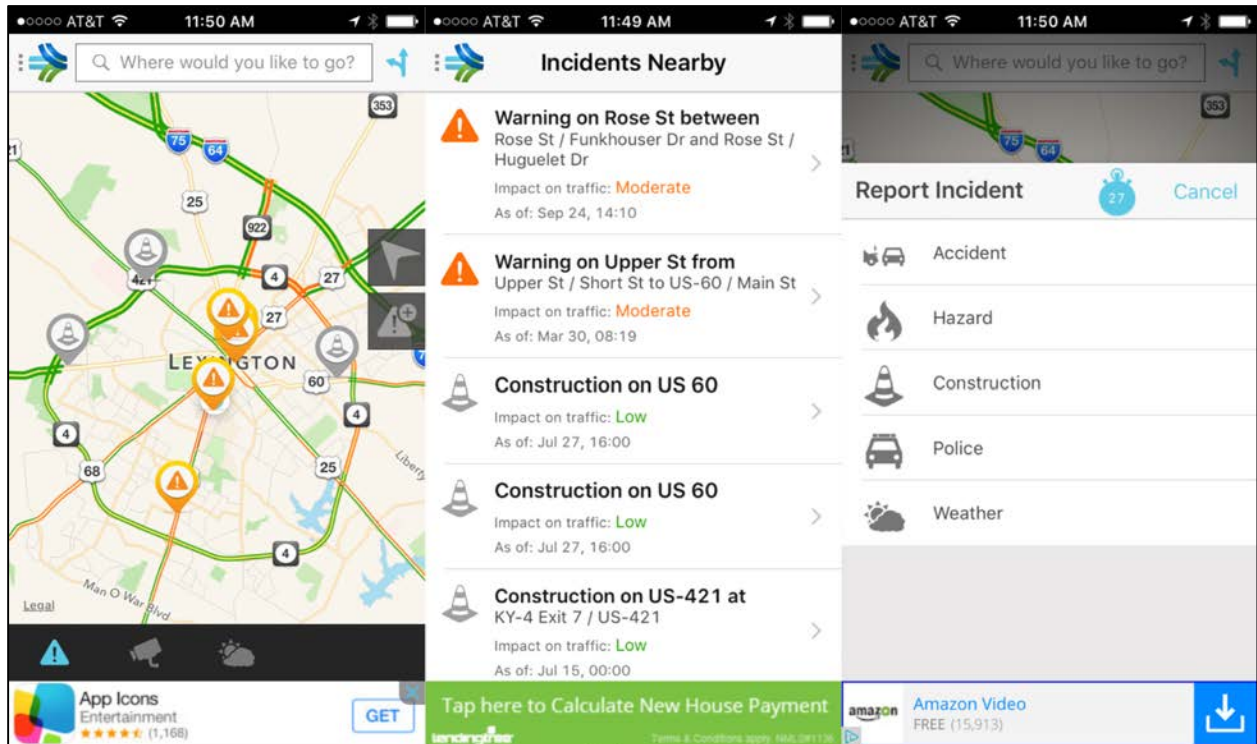 AT&T
11:50 AM
Where would you like to go?
353
75
64
21
25
922
421
4
27
27
LEXINGTON
60
4
4
68
25
Liberty
4
Man O War Blvd
Legal
App Icons
Entertainment
(1,168)
GET
AT&T
11:49 AM
Incidents Nearby
Warning on Rose St between
Rose St / Funkhouser Dr and Rose St /
Huguelet Dr
Impact on traffic: Moderate
As of: Sep 24, 14:10
Warning on Upper St from
Upper St / Short St to US-60 / Main St
Impact on traffic: Moderate
As of: Mar 30, 08:19
Construction on US 60
Impact on traffic: Low
As of: Jul 27, 16:00
Construction on US 60
Impact on traffic: Low
As of: Jul 27, 16:00
Construction on US-421 at
KY-4 Exit 7 / US-421
Impact on traffic: Low
As of: Jul 15, 00:00
Tap here to Calculate New House Payment
lendingtree
Terms & Conditions apply. NMLS#1136
AT&T
11:50 AM
Where would you like to go?
353
75
64
21
Report Incident
27
Cancel
Accident
Hazard
Construction
Police
Weather
amazon
Amazon Video
FREE (15,913)